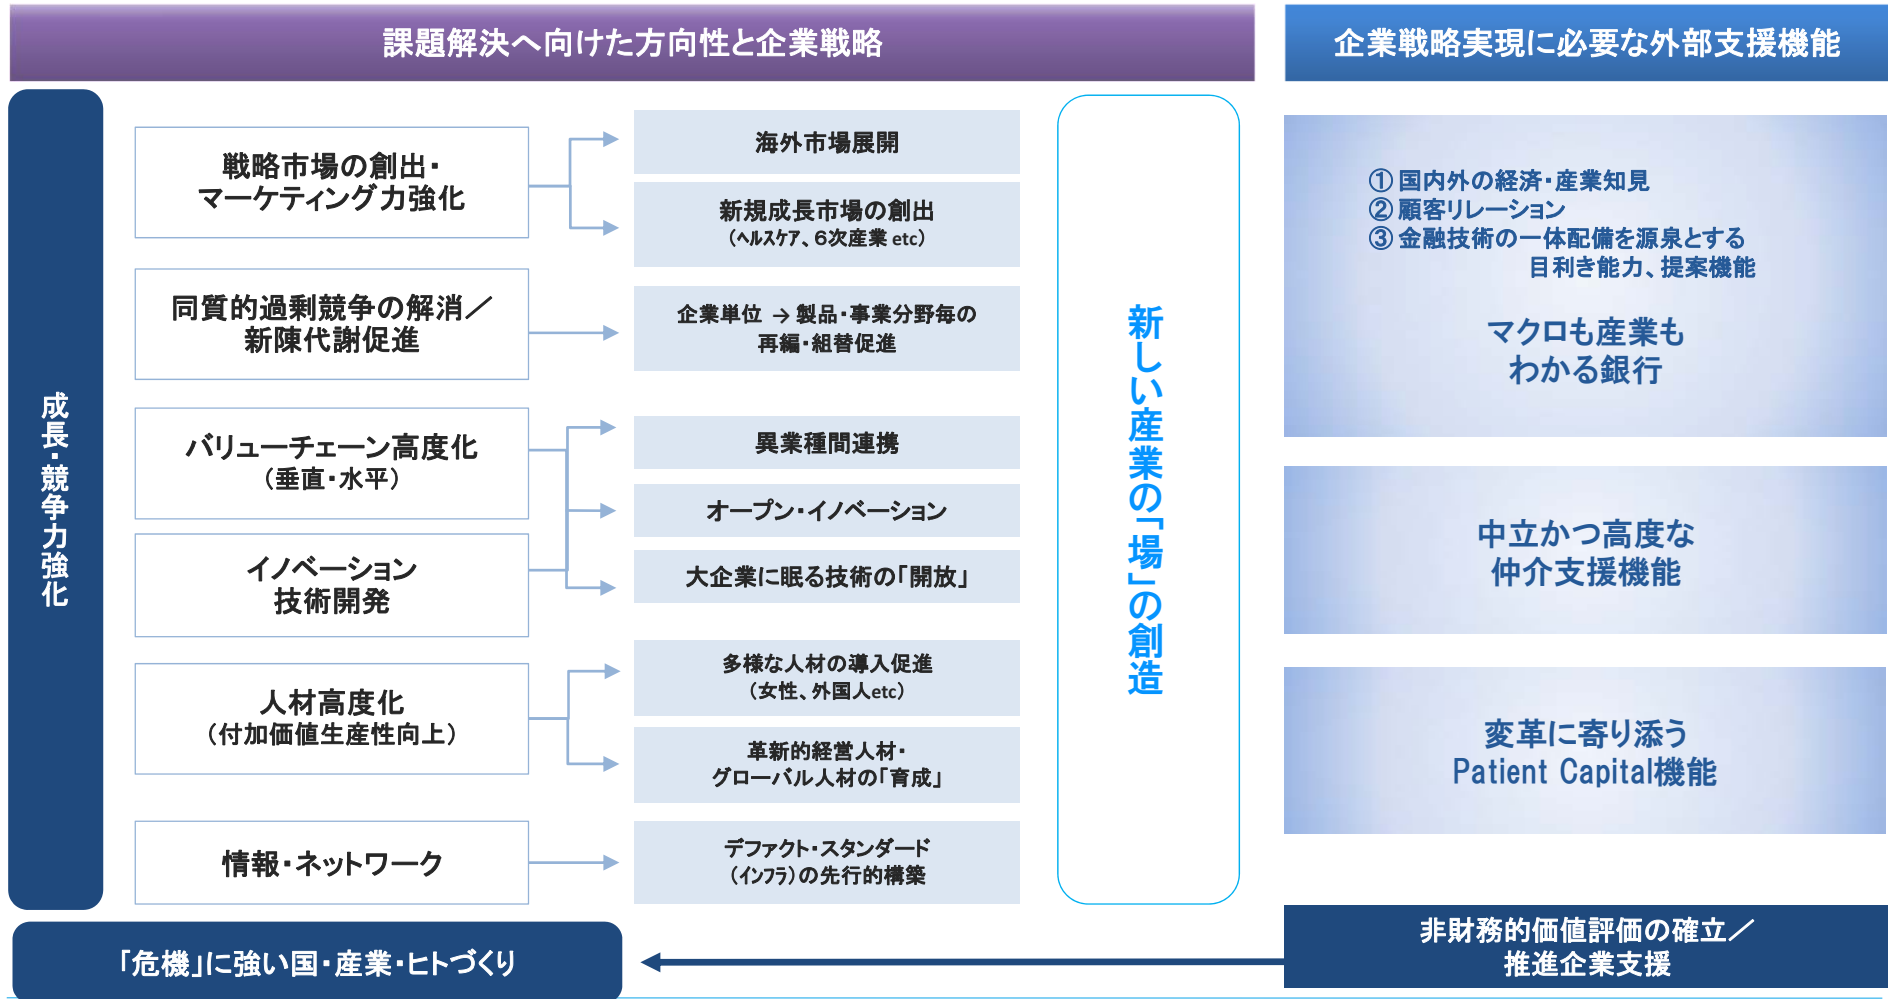 課題解決へ向けた方向性と企業戦略
企業戦略実現に必要な外部支援機能
成長・競争力強化
戦略市場の創出・
マーケティング力強化
海外市場展開
新規成長市場の創出
（ヘルスケア、６次産業 etc）
同質的過剰競争の解消／
新陳代謝促進
企業単位 → 製品・事業分野毎の
再編・組替促進
バリューチェーン高度化
（垂直・水平）
イノベーション
技術開発
異業種間連携
オープン・イノベーション
大企業に眠る技術の「開放」
人材高度化
（付加価値生産性向上）
多様な人材の導入促進
（女性、外国人etc）
革新的経営人材・
グローバル人材の「育成」
情報・ネットワーク
デファクト・スタンダード
（インフラ）の先行的構築
新しい産業の「場」の創造
① 国内外の経済・産業知見
② 顧客リレーション
③ 金融技術の一体配備を源泉とする
目利き能力、提案機能
マクロも産業も
わかる銀行
中立かつ高度な
仲介支援機能
変革に寄り添う
Patient Capital機能
「危機」に強い国・産業・ヒトづくり
非財務的価値評価の確立／
推進企業支援